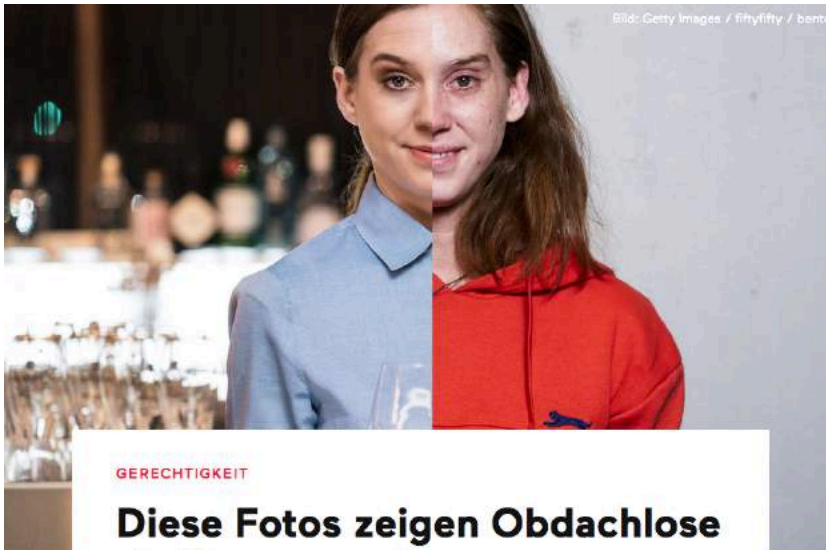 Bild: Getty Images / fiftyfifty / bento
GERECHTIGKEIT
Diese Fotos zeigen Obdachlose